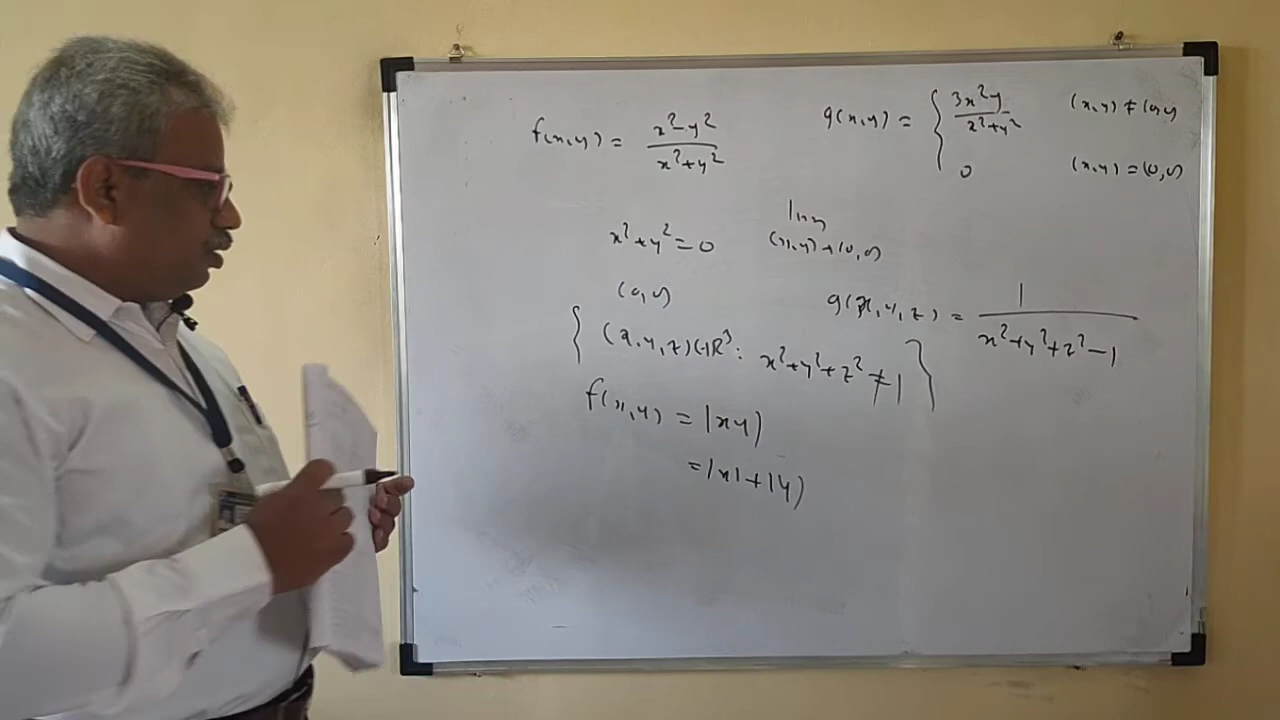 f(x,y) = x²-y² / x²+y²
g(x,y) = { 3x²y / x²+y² (x,y) ≠ (0,0)
0 (x,y) = (0,0)
x²+y² = 0
lim
(x,y)→(0,0)
(0,0)
g(x,y,z) = 1 / x²+y²+z²-1
{ (x,y,z)∈ℝ³: x²+y²+z² ≠ 1 }
f(x,y) = |xy|
= |x|+|y|